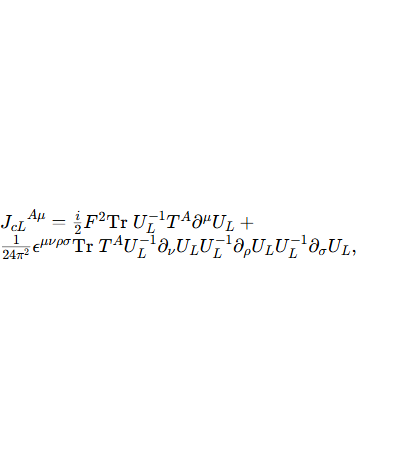 $J_{cL}{}^{A\mu} = \frac{i}{2} F^2 \text{Tr}\; U_L^{-1} T^A \partial^\mu U_L +$
$\frac{1}{24\pi^2} \epsilon^{\mu\nu\rho\sigma} \text{Tr}\; T^A U_L^{-1} \partial_\nu U_L U_L^{-1} \partial_\rho U_L U_L^{-1} \partial_\sigma U_L,$